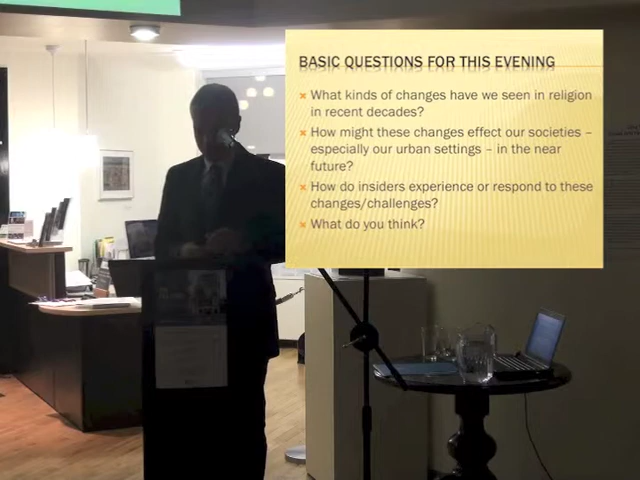 BASIC QUESTIONS FOR THIS EVENING
What kinds of changes have we seen in religion
in recent decades?
How might these changes effect our societies –
especially our urban settings – in the near
future?
How do insiders experience or respond to these
changes/challenges?
What do you think?